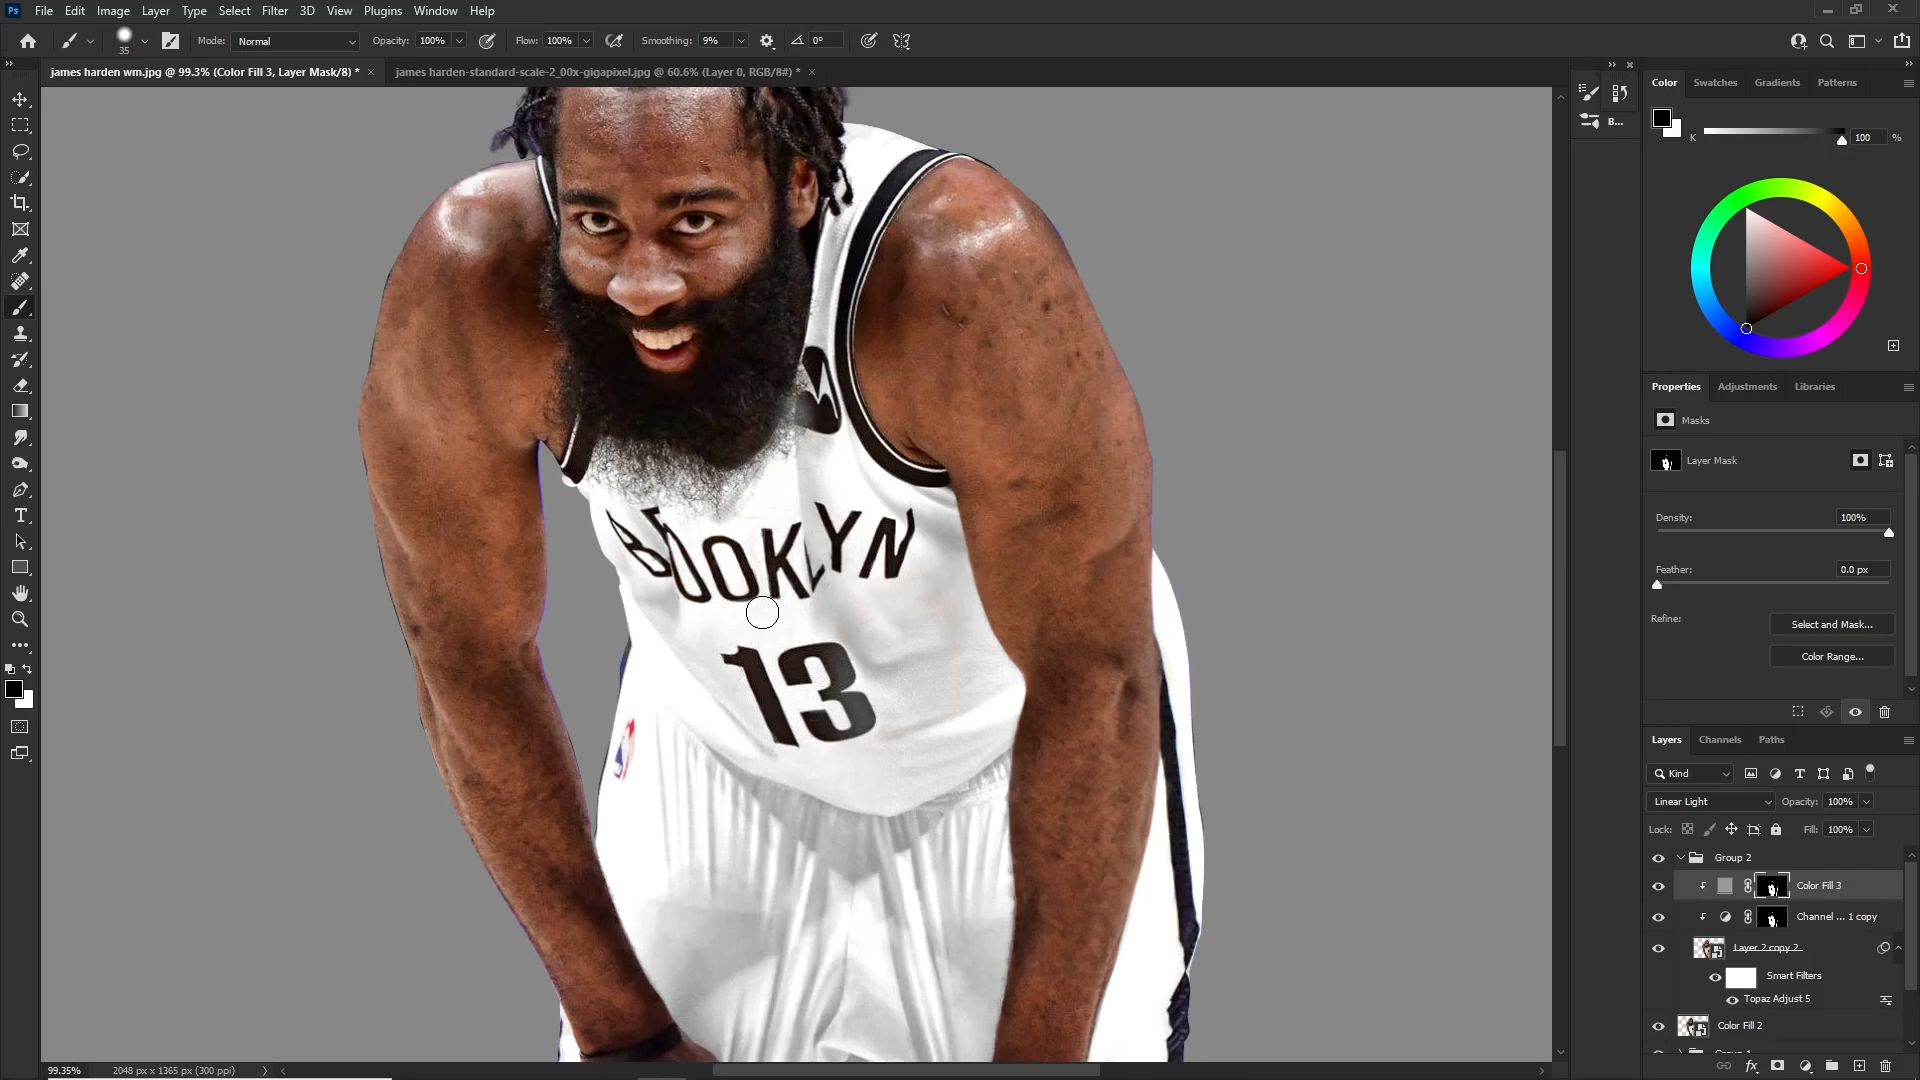 Ps File Edit Image Layer Type Select Filter 3D View Plugins Window Help
35 Mode: Normal Opacity: 100% Flow: 100% Smoothing: 9% 0°
james harden wm.jpg @ 99.3% (Color Fill 3, Layer Mask/8) * ×
james harden-standard-scale-2_00x-gigapixel.jpg @ 60.6% (Layer 0, RGB/8#) * ×
B...
Color Swatches Gradients Patterns
K 100 %
Properties Adjustments Libraries
Masks
Layer Mask
Density: 100%
Feather: 0.0 px
Refine: Select and Mask...
Color Range...
BROOKLYN
13
Layers Channels Paths
Kind
Linear Light Opacity: 100%
Lock: Fill: 100%
Group 2
Color Fill 3
Channel ... 1 copy
Layer 2 copy 2
Smart Filters
Topaz Adjust 5
Color Fill 2
fx
99.35% 2048 px x 1365 px (300 ppi)